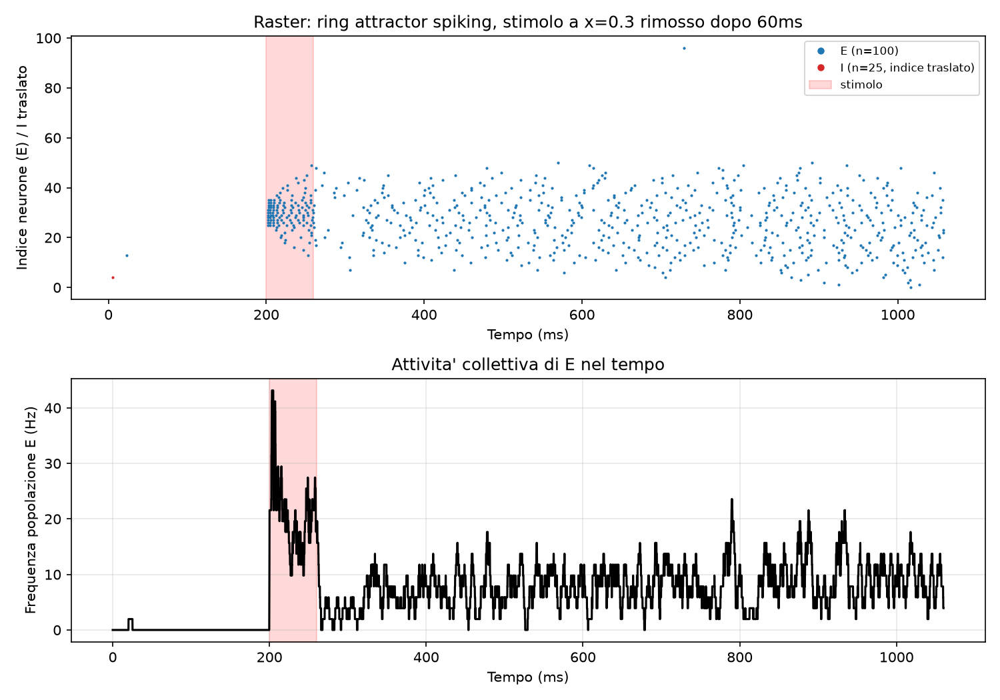 Raster: ring attractor spiking, stimolo a x=0.3 rimosso dopo 60ms
Indice neurone (E) / I traslato
100
80
60
40
20
0
E (n=100)
I (n=25, indice traslato)
stimolo
0 200 400 600 800 1000
Tempo (ms)
Attivita' collettiva di E nel tempo
Frequenza popolazione E (Hz)
40
30
20
10
0
0 200 400 600 800 1000
Tempo (ms)